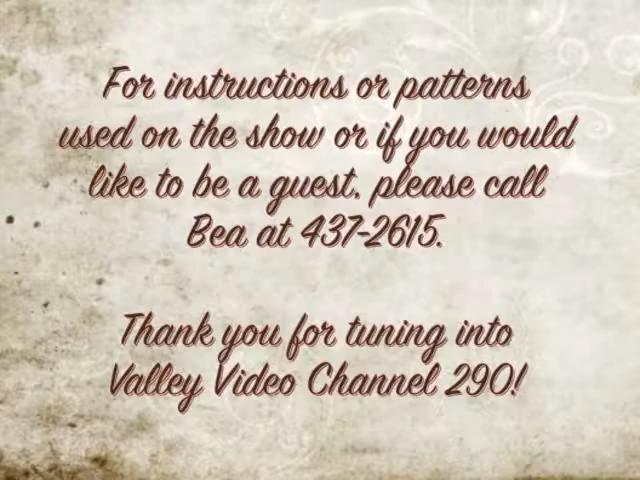 For instructions or patterns
used on the show or if you would
like to be a guest, please call
Bea at 437-2615.
Thank you for tuning into
Valley Video Channel 290!